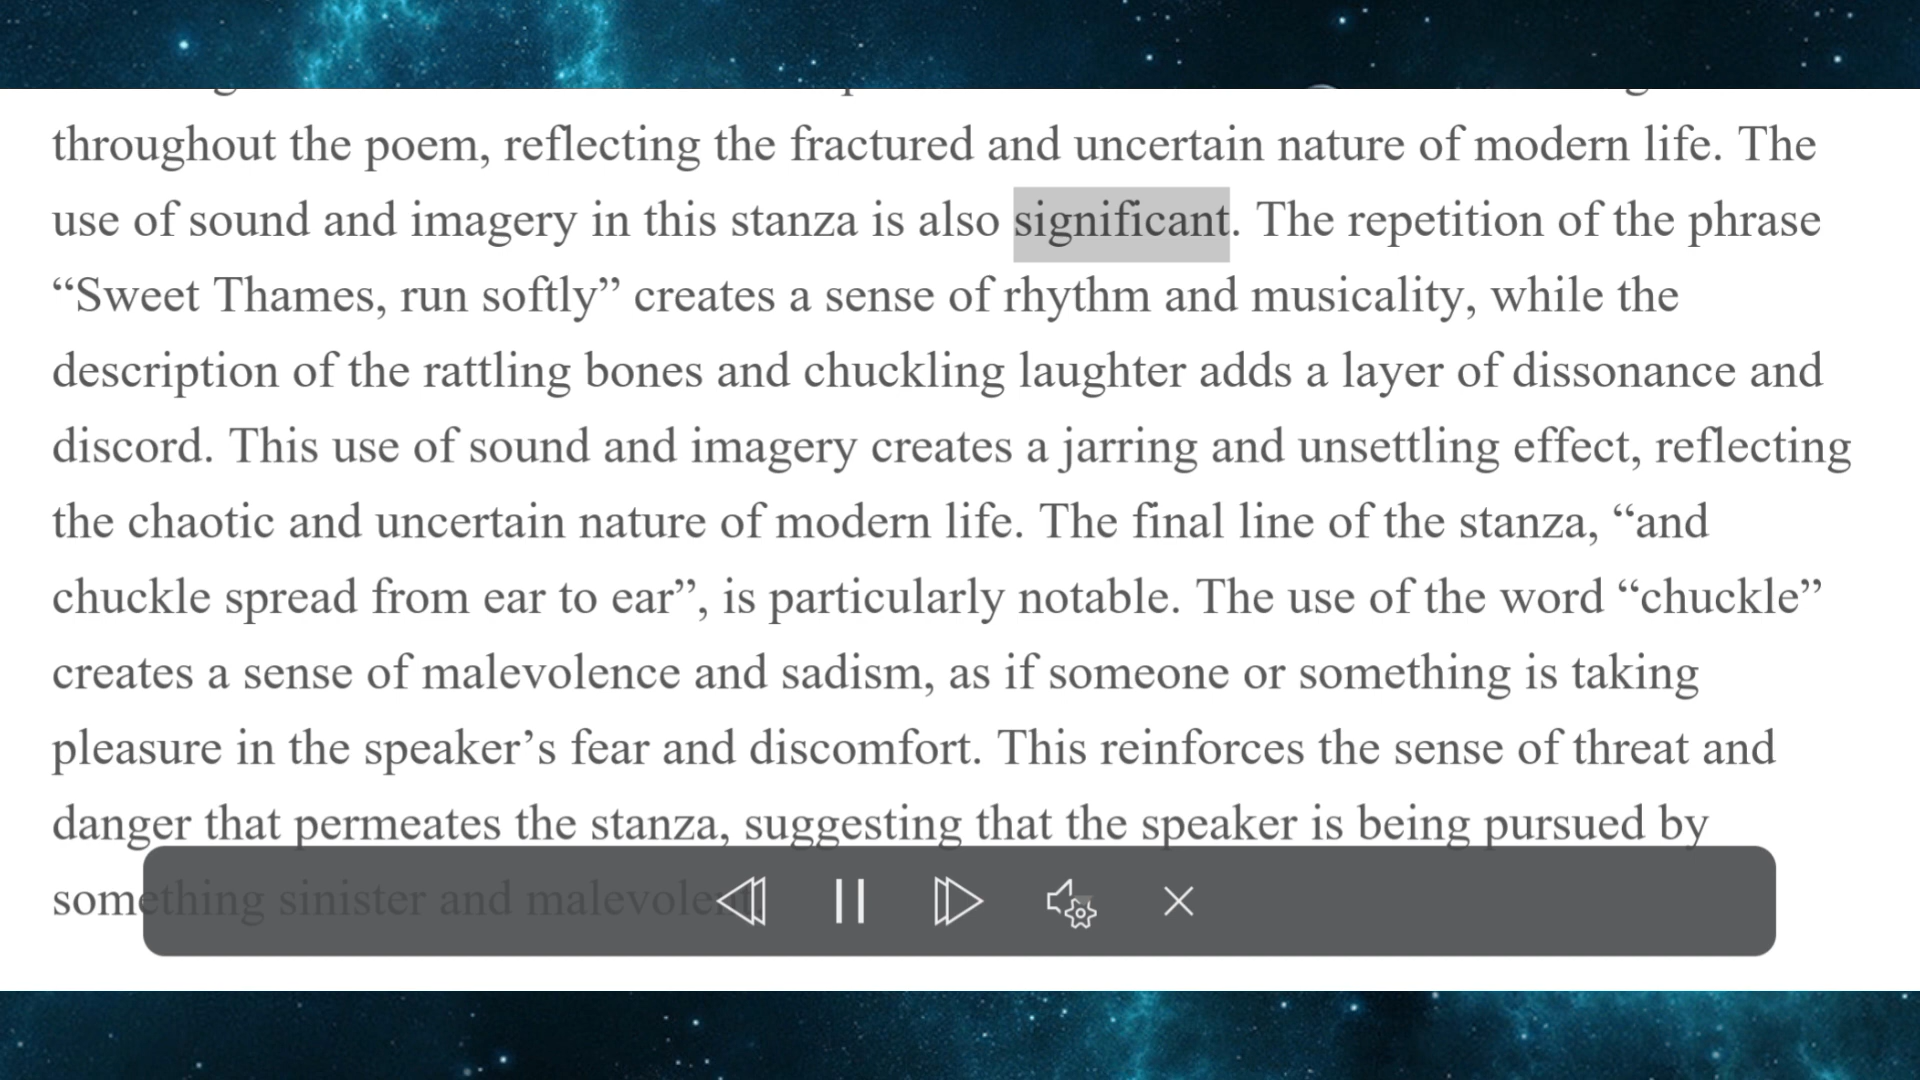 throughout the poem, reflecting the fractured and uncertain nature of modern life. The
use of sound and imagery in this stanza is also significant. The repetition of the phrase
“Sweet Thames, run softly” creates a sense of rhythm and musicality, while the
description of the rattling bones and chuckling laughter adds a layer of dissonance and
discord. This use of sound and imagery creates a jarring and unsettling effect, reflecting
the chaotic and uncertain nature of modern life. The final line of the stanza, “and
chuckle spread from ear to ear”, is particularly notable. The use of the word “chuckle”
creates a sense of malevolence and sadism, as if someone or something is taking
pleasure in the speaker’s fear and discomfort. This reinforces the sense of threat and
danger that permeates the stanza, suggesting that the speaker is being pursued by
something sinister and malevolent.